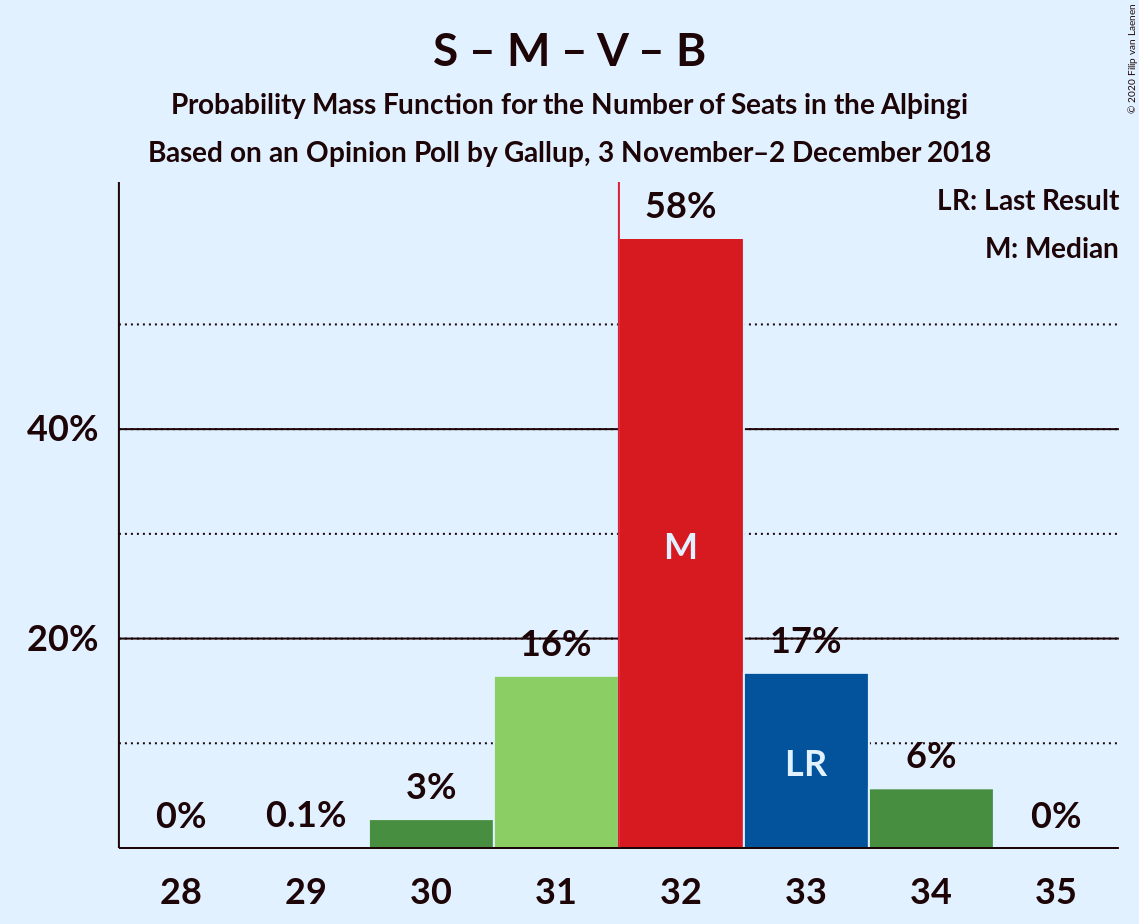 S – M – V – B
Probability Mass Function for the Number of Seats in the Alþingi
Based on an Opinion Poll by Gallup, 3 November–2 December 2018
© 2020 Filip van Laenen
LR: Last Result
M: Median
58%
40%
M
20%
16%
17%
LR
6%
3%
0%
0.1%
0%
28 29 30 31 32 33 34 35